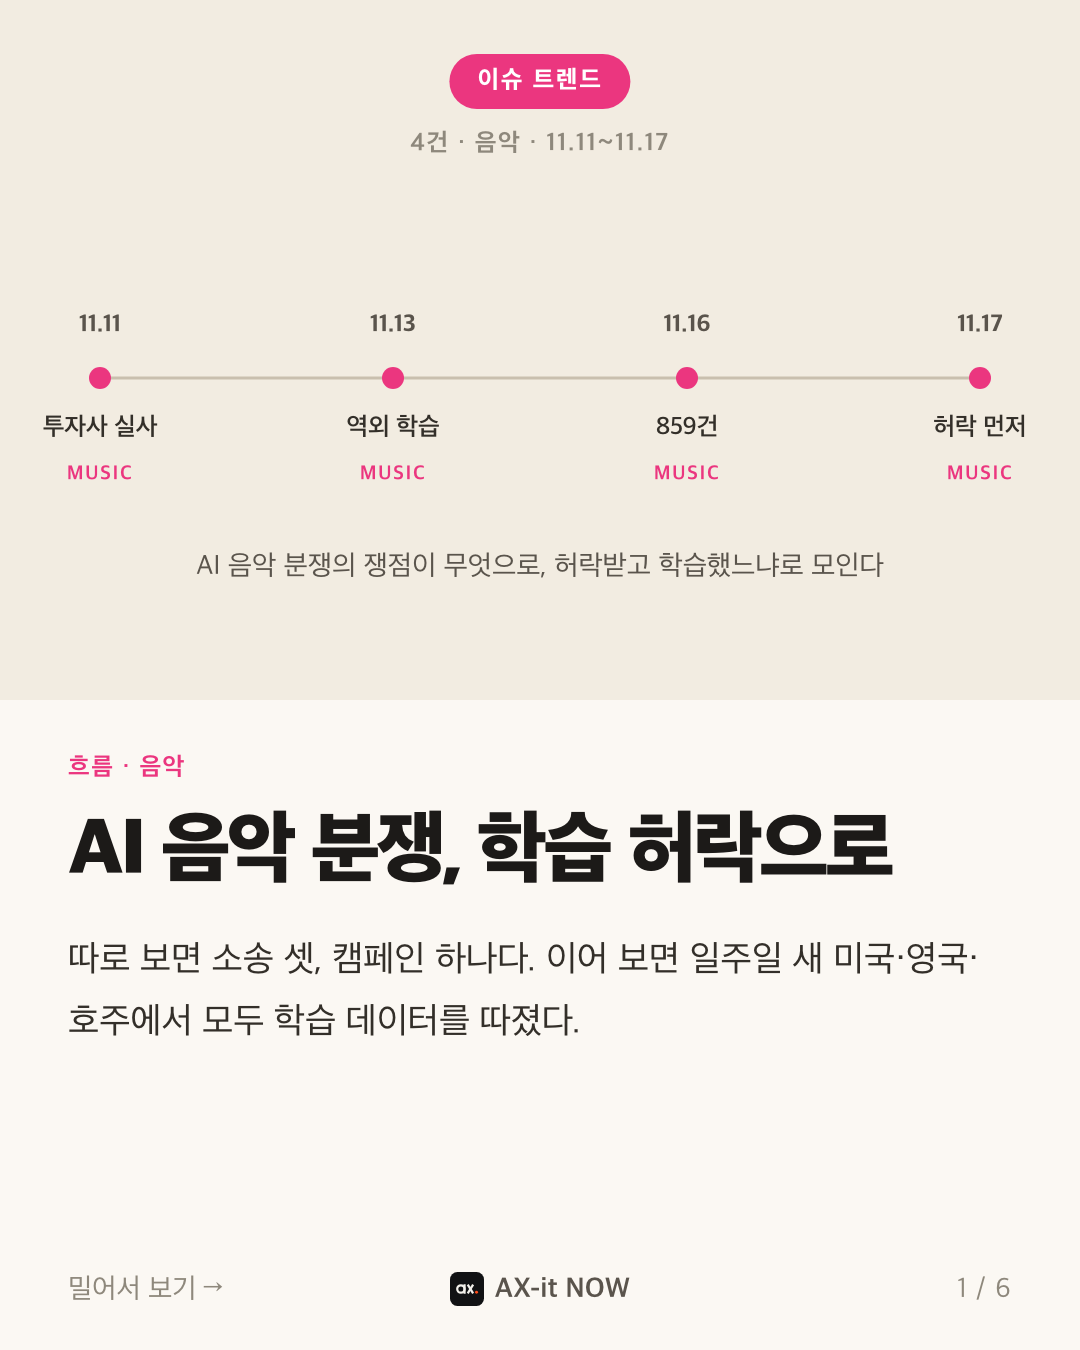 이슈 트렌드
4건 · 음악 · 11.11~11.17
11.11 11.13 11.16 11.17
투자사 실사 역외 학습 859건 허락 먼저
MUSIC MUSIC MUSIC MUSIC
AI 음악 분쟁의 쟁점이 무엇으로, 허락받고 학습했느냐로 모인다
흐름 · 음악
AI 음악 분쟁, 학습 허락으로
따로 보면 소송 셋, 캠페인 하나다. 이어 보면 일주일 새 미국·영국·
호주에서 모두 학습 데이터를 따졌다.
밀어서 보기 → ax. AX-it NOW 1 / 6